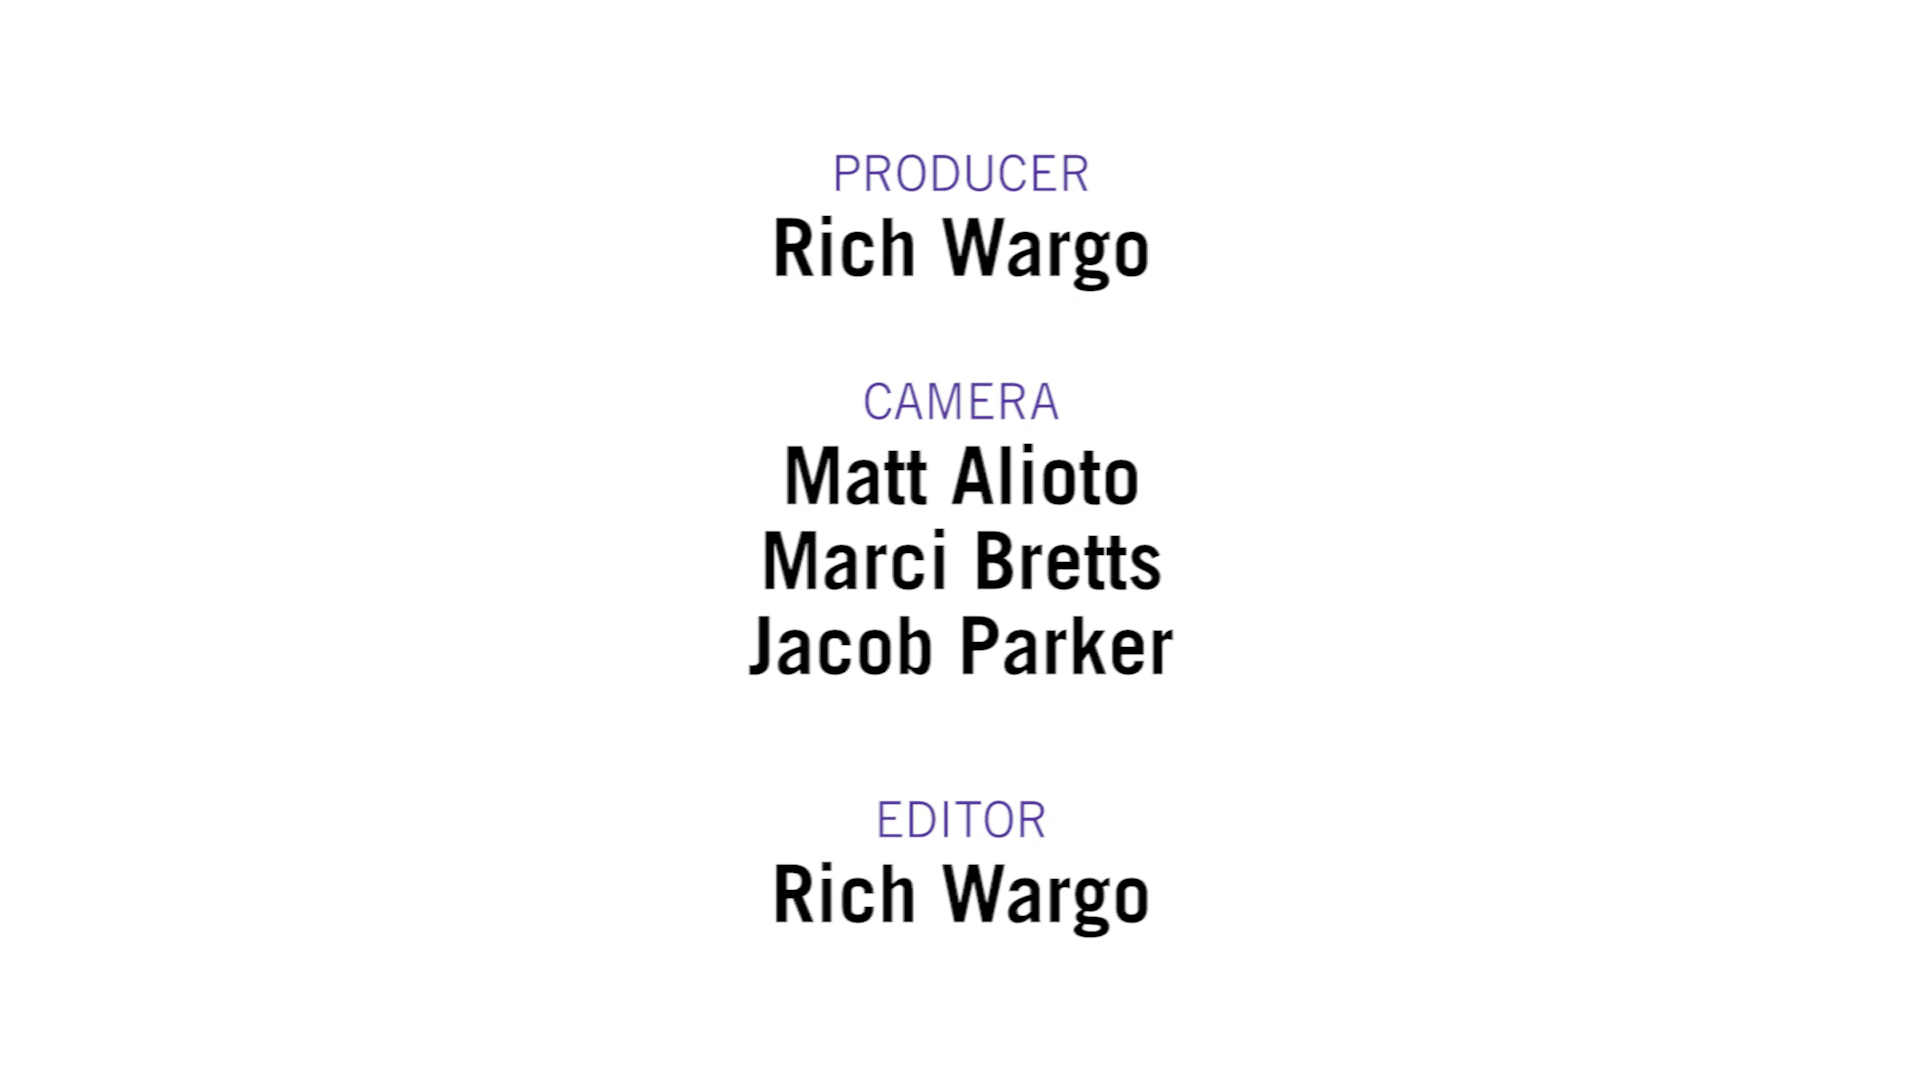 PRODUCER
Rich Wargo
CAMERA
Matt Alioto
Marci Bretts
Jacob Parker
EDITOR
Rich Wargo